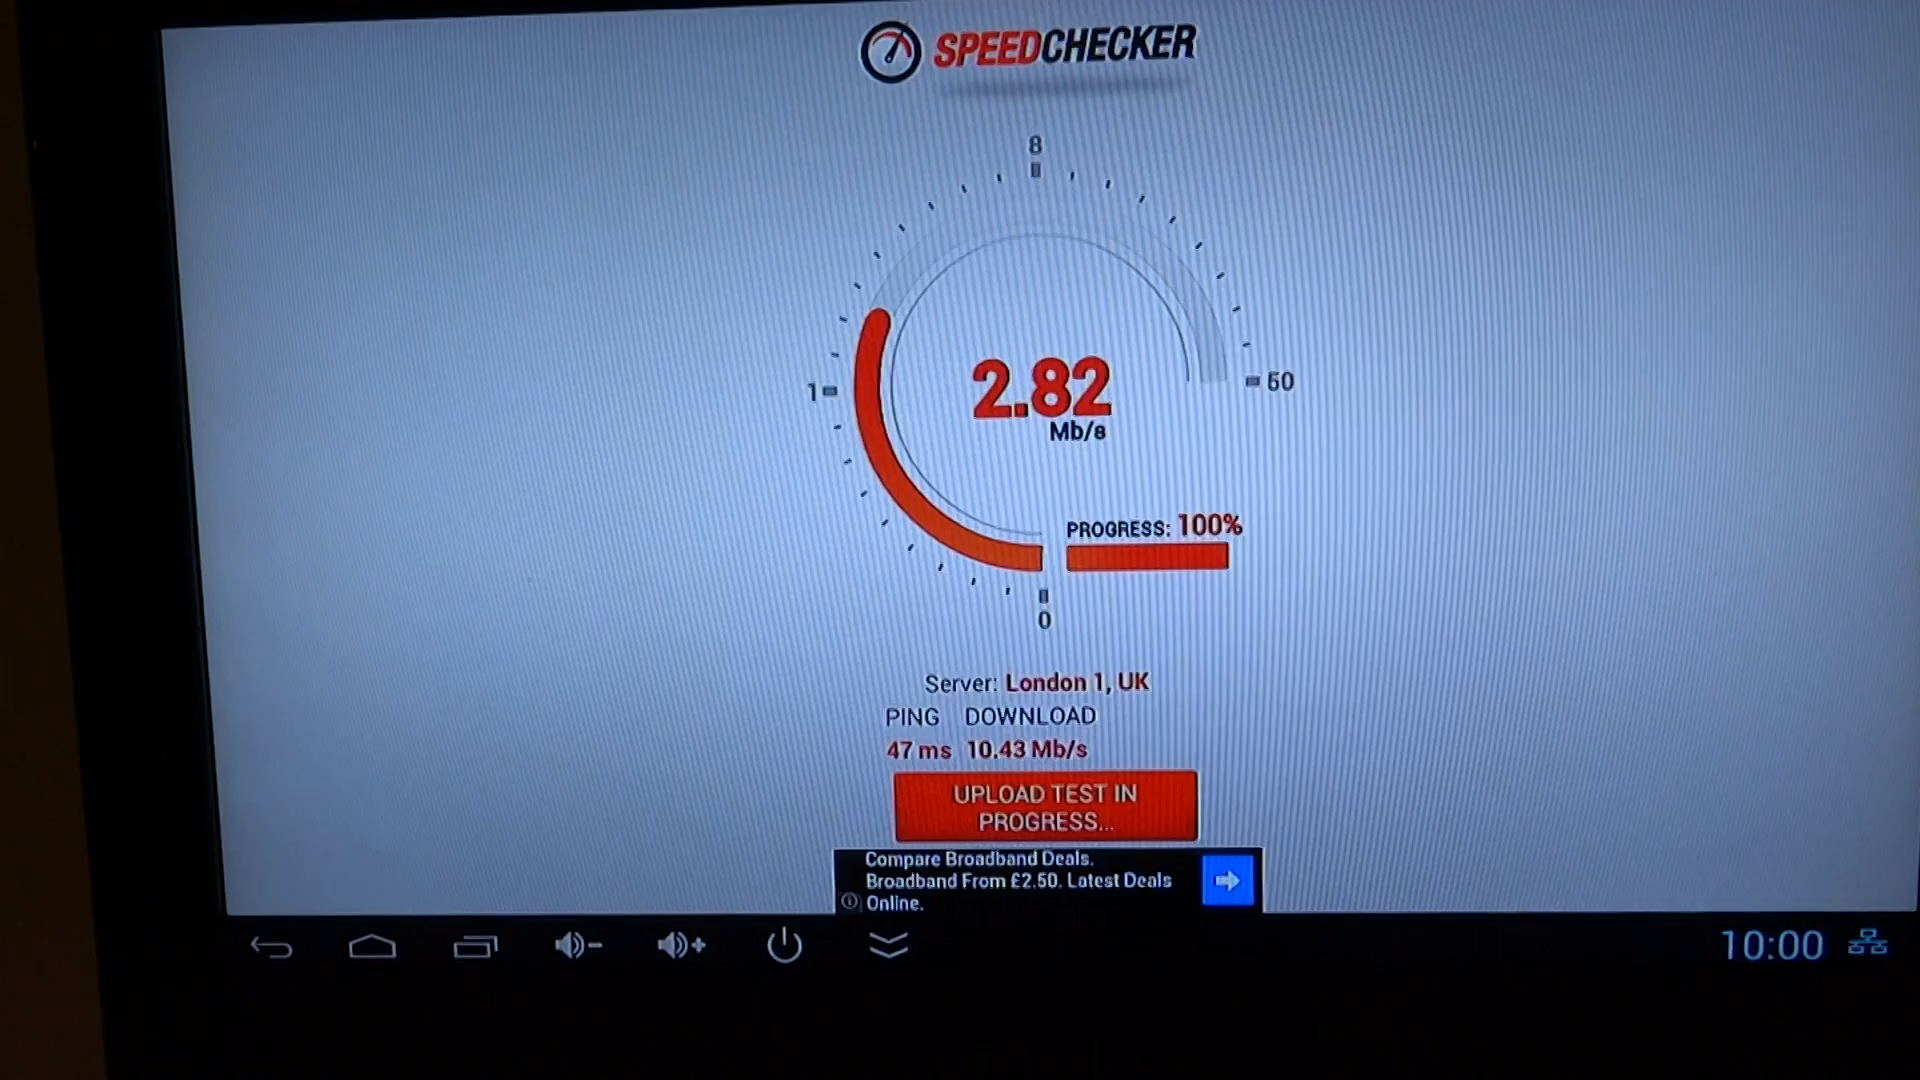 SPEEDCHECKER
8
1
50
2.82
Mb/s
PROGRESS: 100%
0
Server: London 1, UK
PING DOWNLOAD
47 ms 10.43 Mb/s
UPLOAD TEST IN
PROGRESS...
Compare Broadband Deals.
Broadband From £2.50. Latest Deals
Online.
10:00